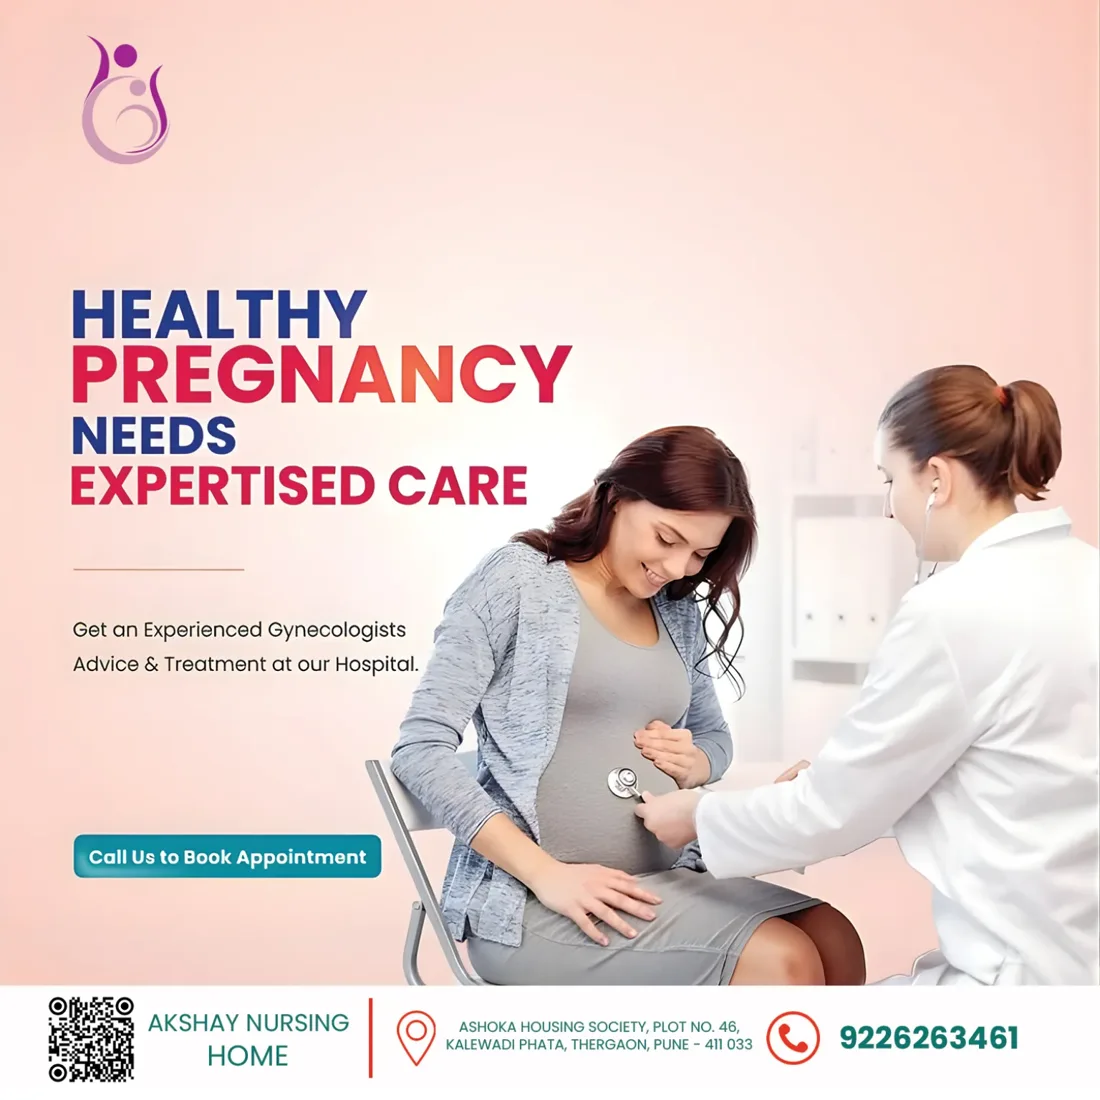 HEALTHY
PREGNANCY
NEEDS
EXPERTISED CARE
Get an Experienced Gynecologists
Advice & Treatment at our Hospital.
Call Us to Book Appointment
AKSHAY NURSING
HOME
ASHOKA HOUSING SOCIETY, PLOT NO. 46,
KALEWADI PHATA, THERGAON, PUNE - 411 033
9226263461